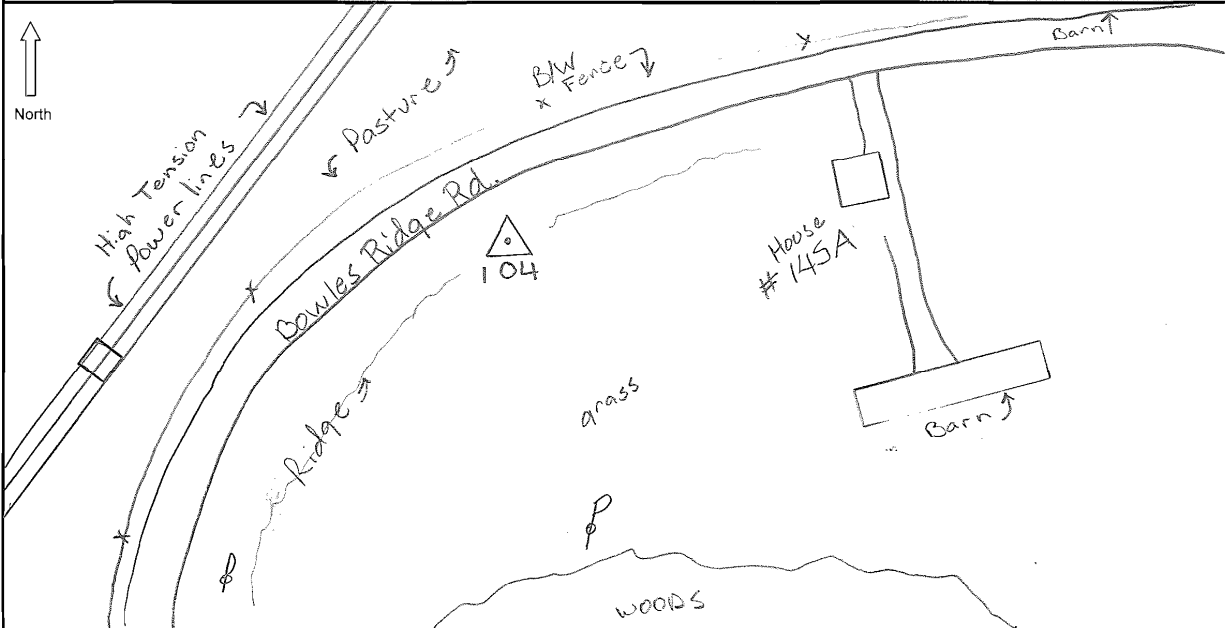 North
High Tension
Power lines
Pasture
B/W
Fence
Barn
Bowles Ridge Rd.
104
House
# 145A
Ridge
grass
Barn
P
P
WOODS